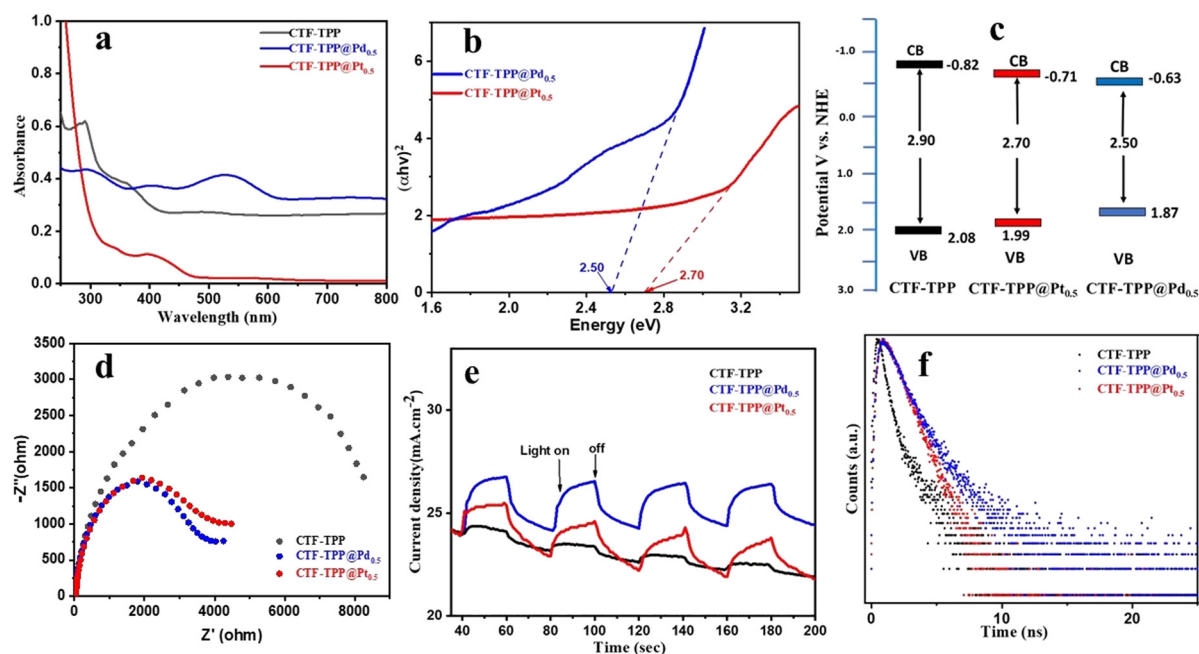 a
CTF-TPP
CTF-TPP@Pd₀.₅
CTF-TPP@Pt₀.₅
Absorbance
1.0
0.8
0.6
0.4
0.2
0.0
300 400 500 600 700 800
Wavelength (nm)
b
CTF-TPP@Pd₀.₅
CTF-TPP@Pt₀.₅
(αhv)²
6
4
2
0
2.50
2.70
1.6 2.0 2.4 2.8 3.2
Energy (eV)
c
Potential V vs. NHE
-1.0
0.0
1.0
2.0
3.0
CB CB CB
-0.82 -0.71 -0.63
2.90 2.70 2.50
2.08 1.99 1.87
VB VB VB
CTF-TPP CTF-TPP@Pt₀.₅ CTF-TPP@Pd₀.₅
d
-Z"(ohm)
3500
3000
2500
2000
1500
1000
500
0
CTF-TPP
CTF-TPP@Pd₀.₅
CTF-TPP@Pt₀.₅
0 2000 4000 6000 8000
Z' (ohm)
e
CTF-TPP
CTF-TPP@Pd₀.₅
CTF-TPP@Pt₀.₅
Current density(mA.cm⁻²)
33
29
25
20
Light on off
40 60 80 100 120 140 160 180 200
Time (sec)
f
CTF-TPP
CTF-TPP@Pd₀.₅
CTF-TPP@Pt₀.₅
Counts (a.u.)
0 10 20
Time (ns)